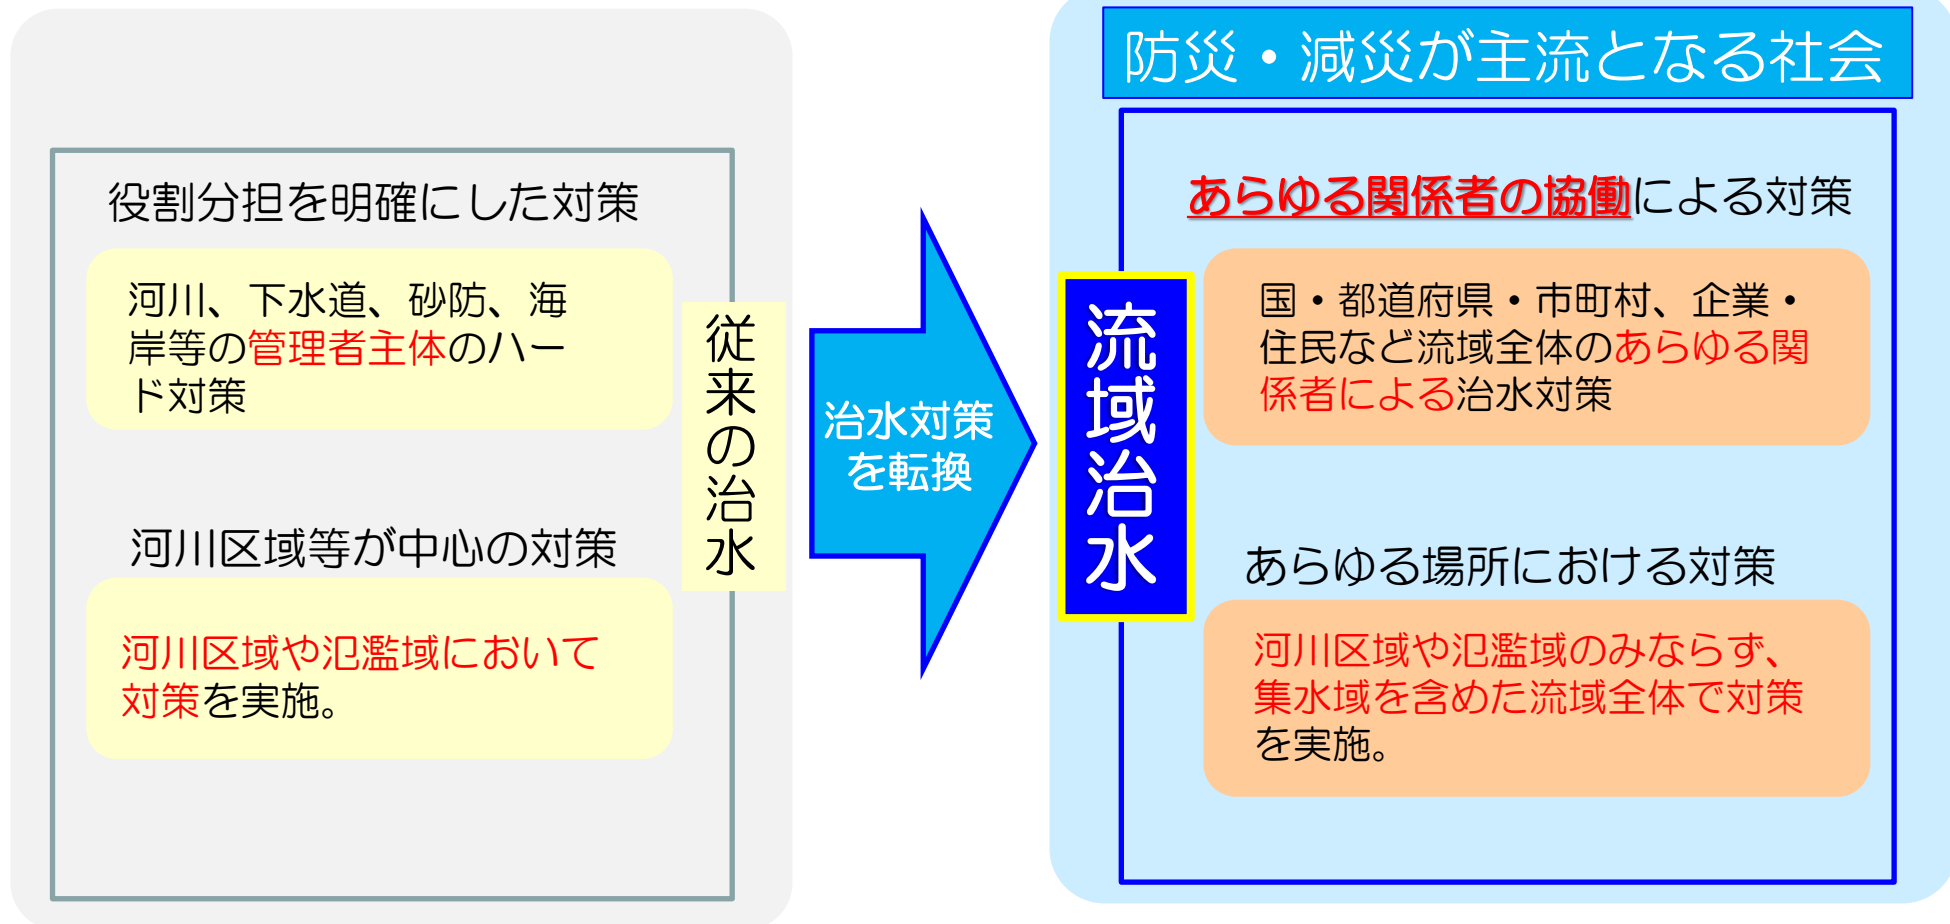 役割分担を明確にした対策
河川、下水道、砂防、海
岸等の管理者主体のハー
ド対策
河川区域等が中心の対策
河川区域や氾濫域において
対策を実施。
従来の治水
治水対策
を転換
防災・減災が主流となる社会
流域治水
あらゆる関係者の協働による対策
国・都道府県・市町村、企業・
住民など流域全体のあらゆる関
係者による治水対策
あらゆる場所における対策
河川区域や氾濫域のみならず、
集水域を含めた流域全体で対策
を実施。